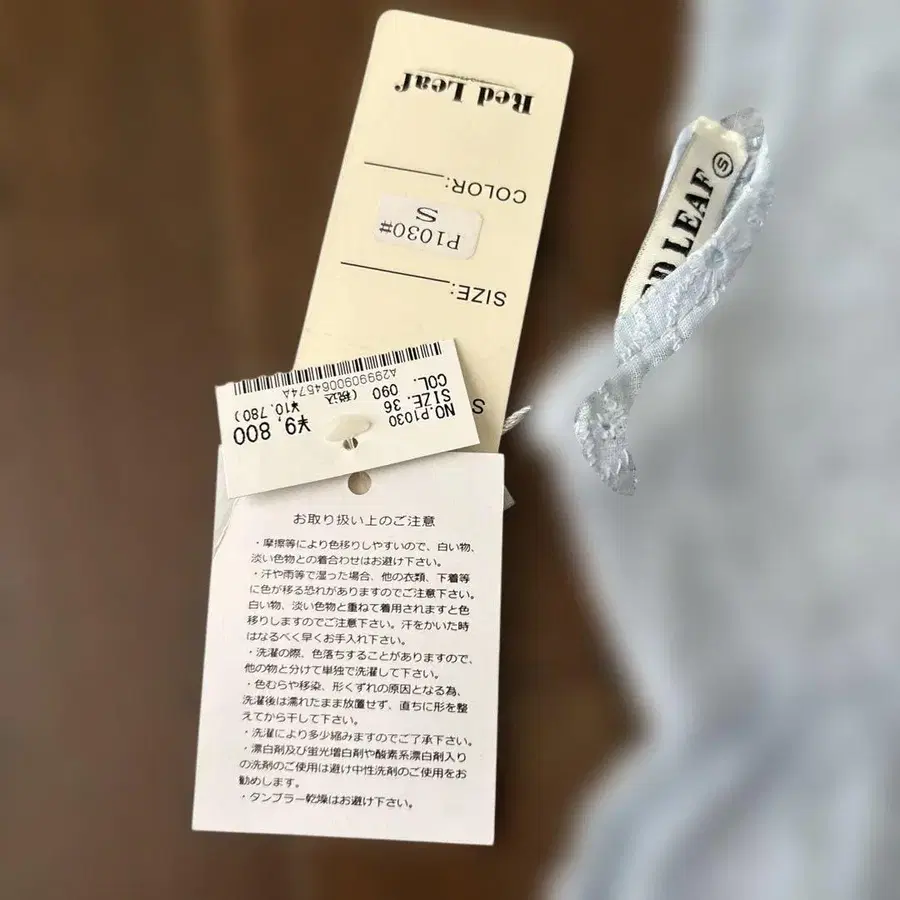 Red Leaf
COLOR:
P1030#
S
SIZE:
S
RED LEAF
S
A2999090064574A
NO.P1030
SIZE. 36
COL. 090 (税込
¥9,800
¥10,780)
お取り扱い上のご注意
・摩擦等により色移りしやすいので、白い物、
淡い色物との着合わせはお避け下さい。
・汗や雨等で湿った場合、他の衣類、下着等
に色が移る恐れがありますのでご注意下さい。
白い物、淡い色物と重ねて着用されますと色
移りしますのでご注意下さい。汗をかいた時
はなるべく早くお手入れ下さい。
・洗濯の際、色落ちすることがありますので、
他の物と分けて単独で洗濯して下さい。
・色むらや移染、形くずれの原因となる為、
洗濯後は濡れたまま放置せず、直ちに形を整
えてから干して下さい。
・洗濯により多少縮みますのでご了承下さい。
・漂白剤及び蛍光増白剤や酸素系漂白剤入り
の洗剤のご使用は避け中性洗剤のご使用をお
勧めします。
・タンブラー乾燥はお避け下さい。